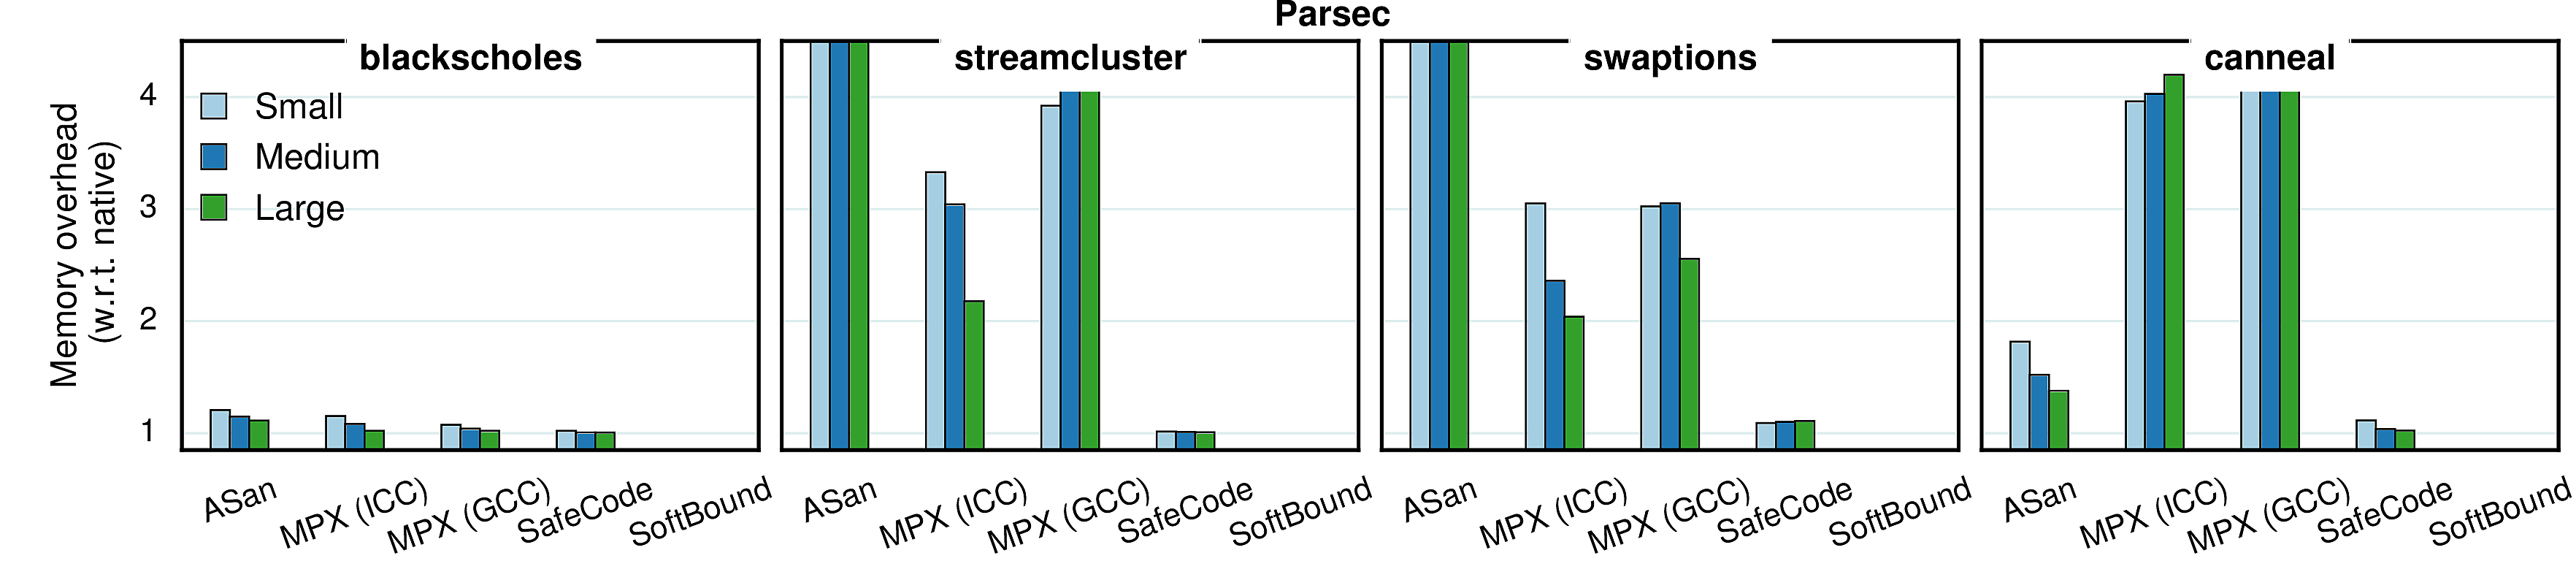 Parsec
blackscholes
streamcluster
swaptions
canneal
Memory overhead
(w.r.t. native)
4
3
2
1
Small
Medium
Large
ASan
MPX (ICC)
MPX (GCC)
SafeCode
SoftBound
ASan
MPX (ICC)
MPX (GCC)
SafeCode
SoftBound
ASan
MPX (ICC)
MPX (GCC)
SafeCode
SoftBound
ASan
MPX (ICC)
MPX (GCC)
SafeCode
SoftBound